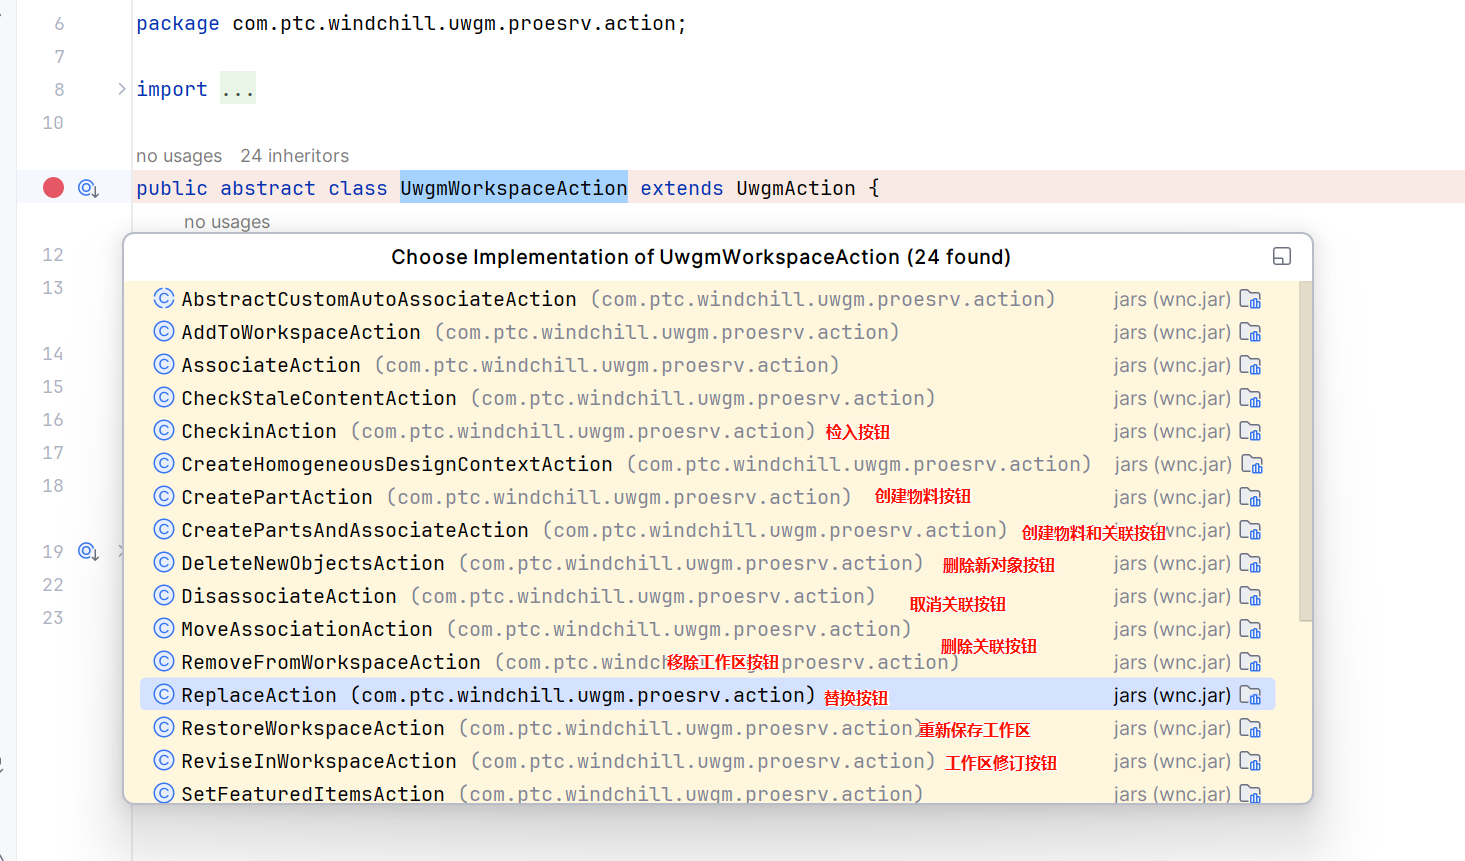 6 package com.ptc.windchill.uwgm.proesrv.action;
7
8 import ...
10
no usages 24 inheritors
public abstract class UwgmWorkspaceAction extends UwgmAction {
no usages
Choose Implementation of UwgmWorkspaceAction (24 found)
12
13
14
15
16
17
18
19
22
23
AbstractCustomAutoAssociateAction (com.ptc.windchill.uwgm.proesrv.action) jars (wnc.jar)
AddToWorkspaceAction (com.ptc.windchill.uwgm.proesrv.action) jars (wnc.jar)
AssociateAction (com.ptc.windchill.uwgm.proesrv.action) jars (wnc.jar)
CheckStaleContentAction (com.ptc.windchill.uwgm.proesrv.action) jars (wnc.jar)
CheckinAction (com.ptc.windchill.uwgm.proesrv.action) 检入按钮 jars (wnc.jar)
CreateHomogeneousDesignContextAction (com.ptc.windchill.uwgm.proesrv.action) jars (wnc.jar)
CreatePartAction (com.ptc.windchill.uwgm.proesrv.action) 创建物料按钮 jars (wnc.jar)
CreatePartsAndAssociateAction (com.ptc.windchill.uwgm.proesrv.action) 创建物料和关联按钮 wnc.jar)
DeleteNewObjectsAction (com.ptc.windchill.uwgm.proesrv.action) 删除新对象按钮 jars (wnc.jar)
DisassociateAction (com.ptc.windchill.uwgm.proesrv.action) 取消关联按钮 jars (wnc.jar)
MoveAssociationAction (com.ptc.windchill.uwgm.proesrv.action) 删除关联按钮 jars (wnc.jar)
RemoveFromWorkspaceAction (com.ptc.windch 移除工作区按钮 proesrv.action) jars (wnc.jar)
ReplaceAction (com.ptc.windchill.uwgm.proesrv.action) 替换按钮 jars (wnc.jar)
RestoreWorkspaceAction (com.ptc.windchill.uwgm.proesrv.action) 重新保存工作区 jars (wnc.jar)
ReviseInWorkspaceAction (com.ptc.windchill.uwgm.proesrv.action) 工作区修订按钮 jars (wnc.jar)
SetFeaturedItemsAction (com.ptc.windchill.uwgm.proesrv.action) jars (wnc.jar)